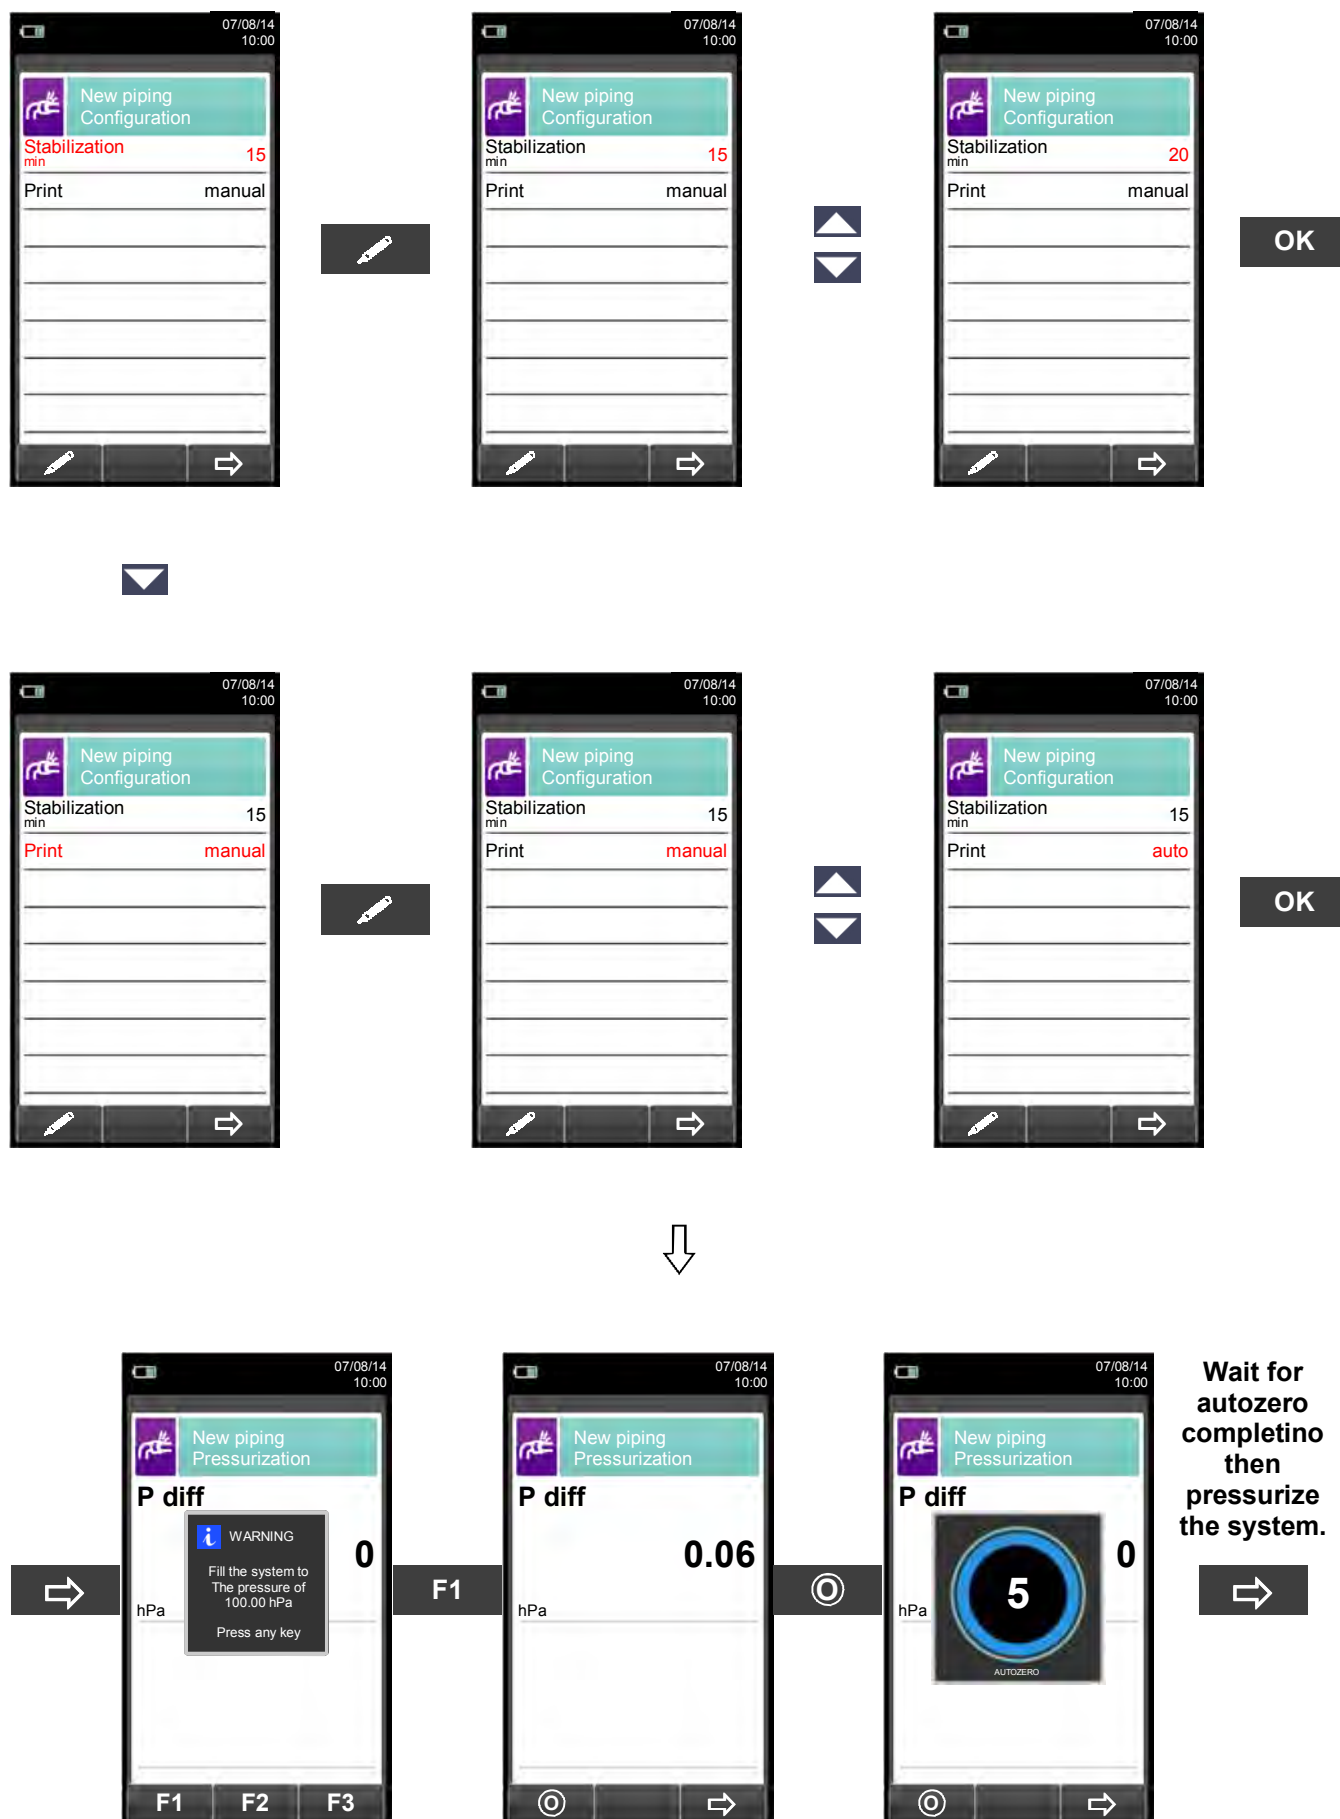 07/08/14
10:00
New piping
Configuration
Stabilization
min
15
Print
manual
07/08/14
10:00
New piping
Configuration
Stabilization
min
15
Print
manual
07/08/14
10:00
New piping
Configuration
Stabilization
min
20
Print
manual
OK
07/08/14
10:00
New piping
Configuration
Stabilization
min
15
Print
manual
07/08/14
10:00
New piping
Configuration
Stabilization
min
15
Print
manual
07/08/14
10:00
New piping
Configuration
Stabilization
min
15
Print
auto
OK
07/08/14
10:00
New piping
Pressurization
P diff
0
hPa
i WARNING
Fill the system to
The pressure of
100.00 hPa
Press any key
F1 F2 F3
F1
07/08/14
10:00
New piping
Pressurization
P diff
0.06
hPa
07/08/14
10:00
New piping
Pressurization
P diff
0
hPa
5
AUTOZERO
Wait for
autozero
completino
then
pressurize
the system.